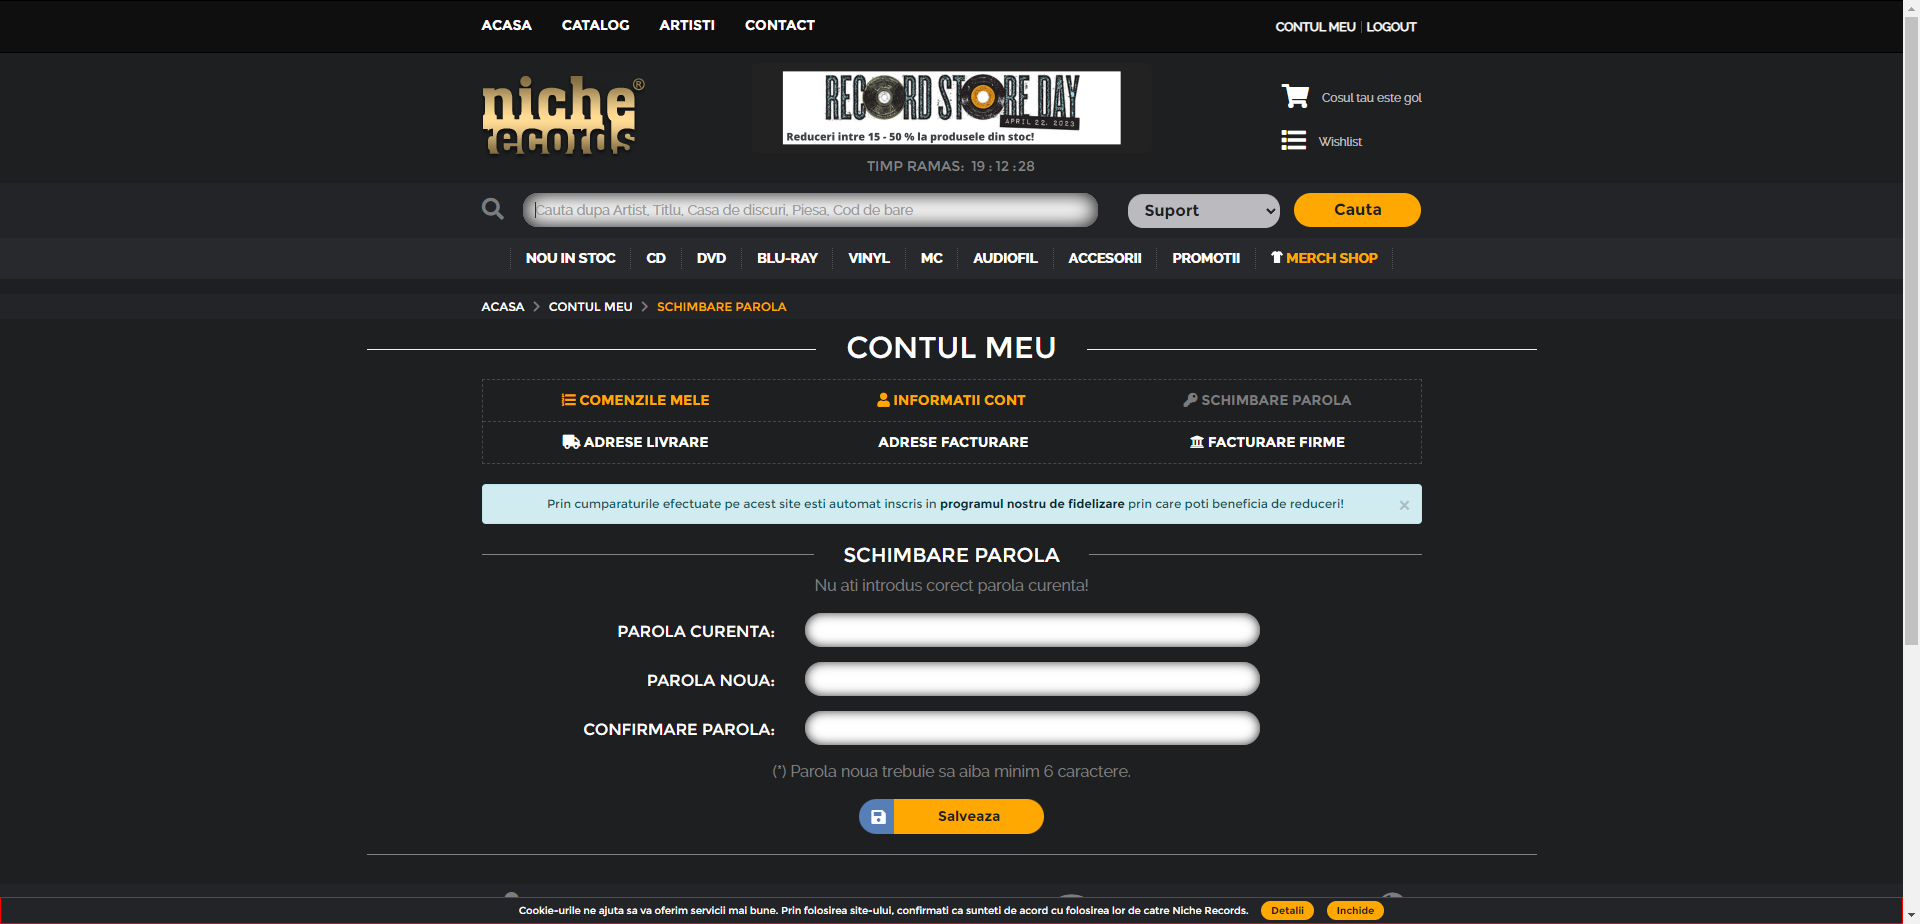 ACASA CATALOG ARTISTI CONTACT CONTUL MEU LOGOUT
niche®
records
RECORD STORE DAY
APRIL 22, 2023
Reduceri intre 15 - 50 % la produsele din stoc!
TIMP RAMAS: 19 : 12 : 28
Cosul tau este gol
Wishlist
Cauta dupa Artist, Titlu, Casa de discuri, Piesa, Cod de bare Suport Cauta
NOU IN STOC CD DVD BLU-RAY VINYL MC AUDIOFIL ACCESORII PROMOTII MERCH SHOP
ACASA CONTUL MEU SCHIMBARE PAROLA
CONTUL MEU
COMENZILE MELE INFORMATII CONT SCHIMBARE PAROLA
ADRESE LIVRARE ADRESE FACTURARE FACTURARE FIRME
Prin cumparaturile efectuate pe acest site esti automat inscris in programul nostru de fidelizare prin care poti beneficia de reduceri! ×
SCHIMBARE PAROLA
Nu ati introdus corect parola curenta!
PAROLA CURENTA:
PAROLA NOUA:
CONFIRMARE PAROLA:
(*) Parola noua trebuie sa aiba minim 6 caractere.
Salveaza
Cookie-urile ne ajuta sa va oferim servicii mai bune. Prin folosirea site-ului, confirmati ca sunteti de acord cu folosirea lor de catre Niche Records. Detalii Inchide